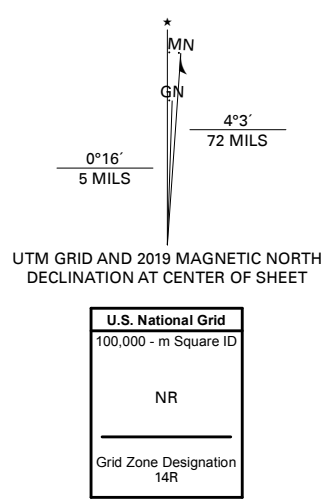 ★
MN
GN
4°3´
72 MILS
0°16´
5 MILS
UTM GRID AND 2019 MAGNETIC NORTH
DECLINATION AT CENTER OF SHEET
U.S. National Grid
100,000 - m Square ID
NR
Grid Zone Designation
14R